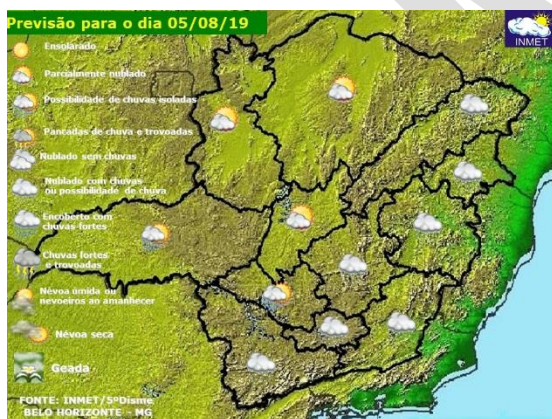 Previsão para o dia 05/08/19
INMET
Ensolarado
Parcialmente nublado
Possibilidade de chuvas isoladas
Pancadas de chuva e trovoadas
Nublado sem chuvas
Nublado com chuvas
ou possibilidade de chuva
Encoberto com
chuvas fortes
Chuvas fortes
e trovoadas
Névoa úmida ou
nevoeiros ao amanhecer
Névoa seca
Geada
FONTE: INMET/5ºDisme
BELO HORIZONTE - MG